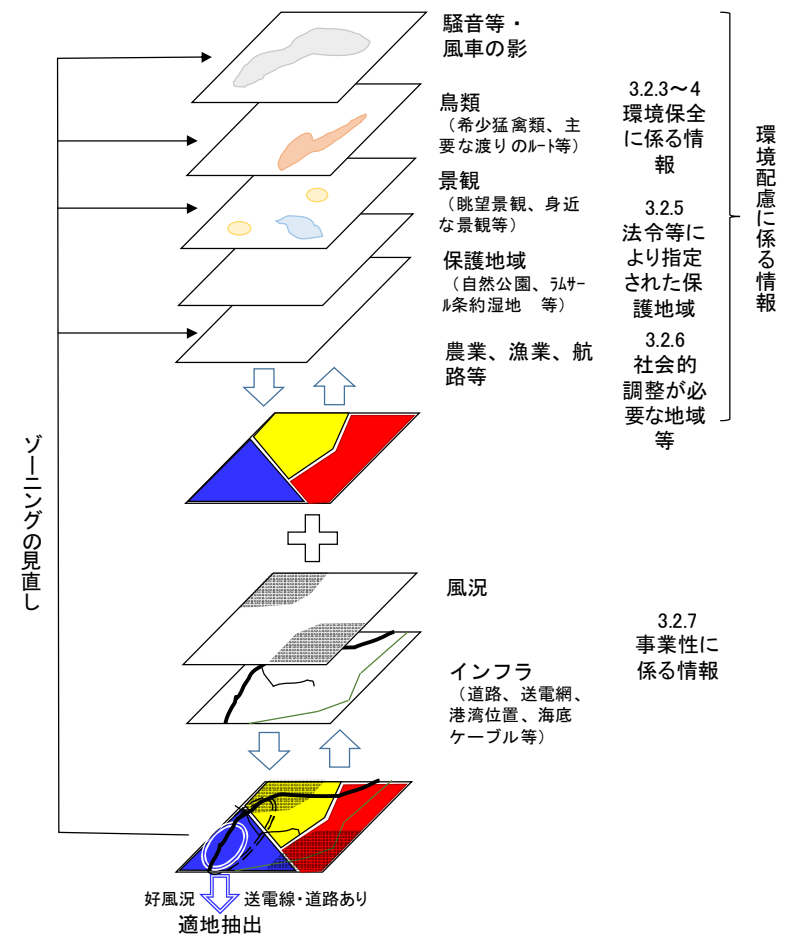 騒音等・
風車の影
鳥類
（希少猛禽類、主
要な渡りのﾙｰﾄ等）
景観
（眺望景観、身近
な景観等）
保護地域
（自然公園、ﾗﾑｻｰ
ﾙ条約湿地　等）
農業、漁業、航
路等
3.2.3～4
環境保全
に係る情
報
3.2.5
法令等に
より指定
された保
護地域
3.2.6
社会的
調整が必
要な地域
等
環境配慮に係る情報
ゾーニングの見直し
風況
インフラ
（道路、送電網、
港湾位置、海底
ケーブル等）
3.2.7
事業性に
係る情報
好風況
送電線・道路あり
適地抽出